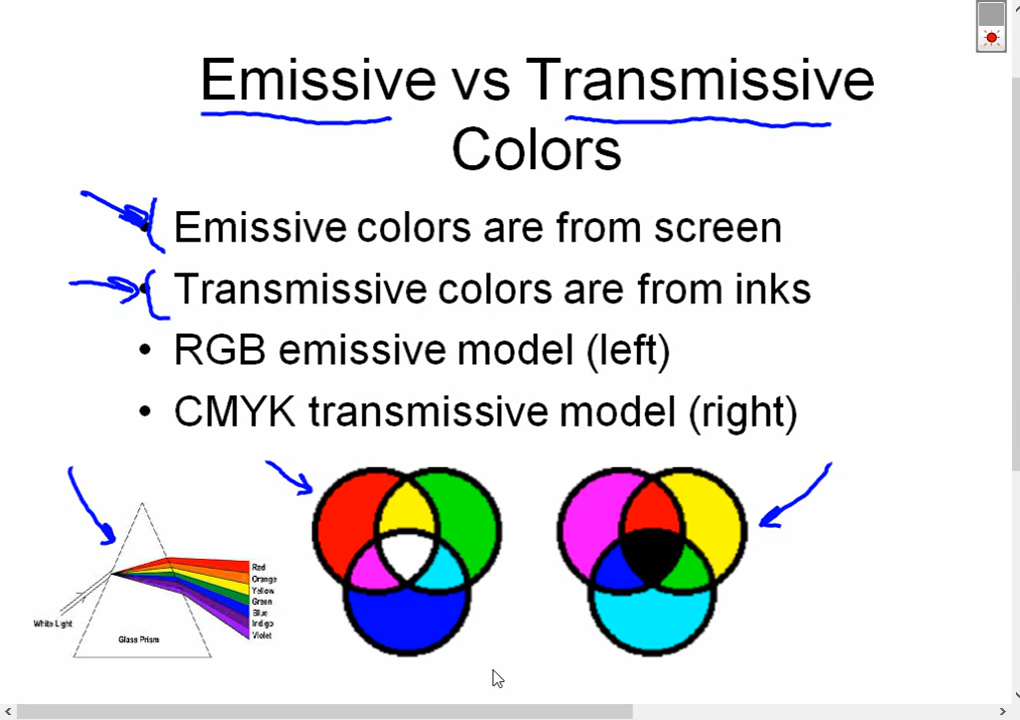 Emissive vs Transmissive
Colors
• Emissive colors are from screen
• Transmissive colors are from inks
• RGB emissive model (left)
• CMYK transmissive model (right)
White Light
Glass Prism
Red
Orange
Yellow
Green
Blue
Indigo
Violet